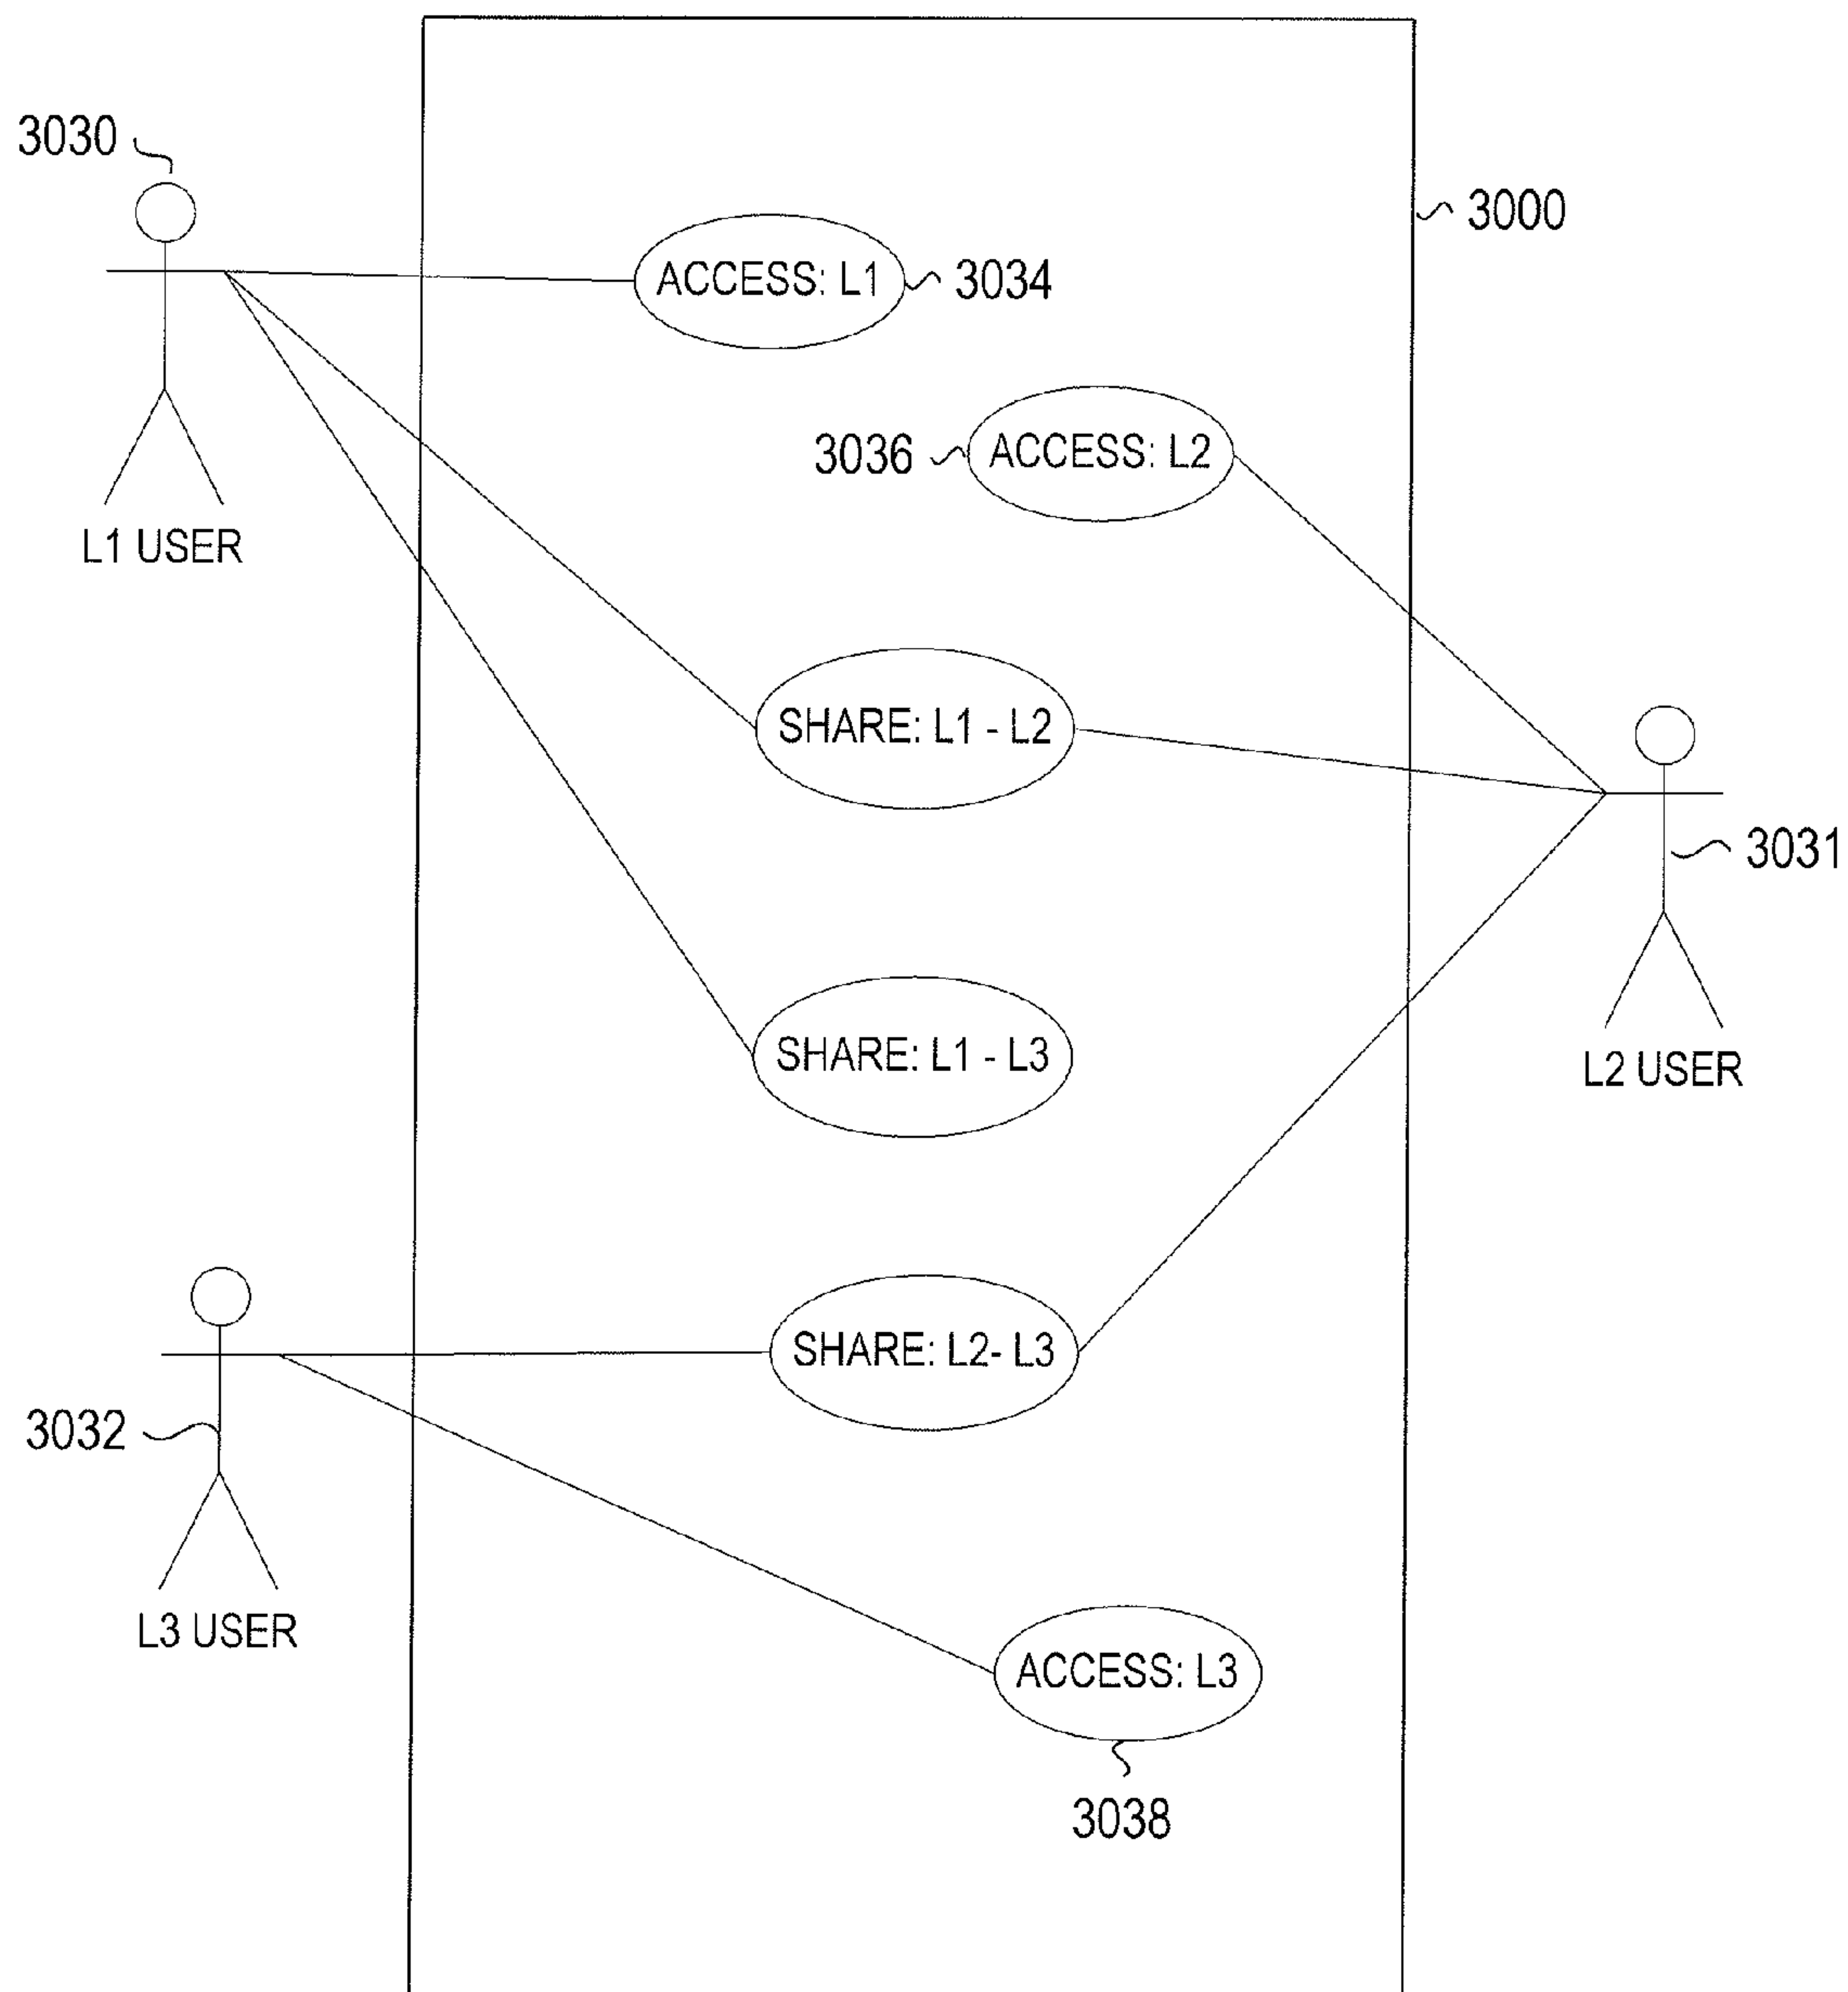 3030
3000
ACCESS: L1
3034
3036
ACCESS: L2
L1 USER
SHARE: L1 - L2
3031
SHARE: L1 - L3
L2 USER
SHARE: L2- L3
3032
L3 USER
ACCESS: L3
3038